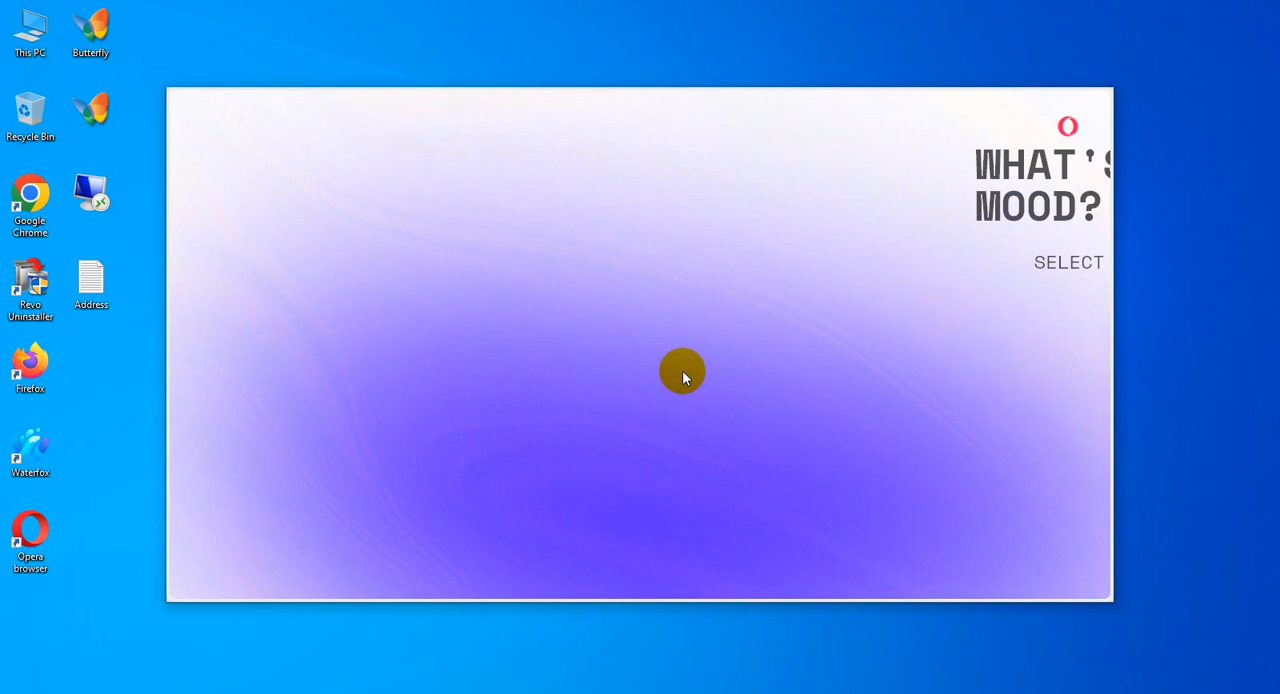 This PC
Butterfly
Recycle Bin
Google
Chrome
Revo
Uninstaller
Address
Firefox
Waterfox
Opera
browser
WHAT'S
MOOD?
SELECT